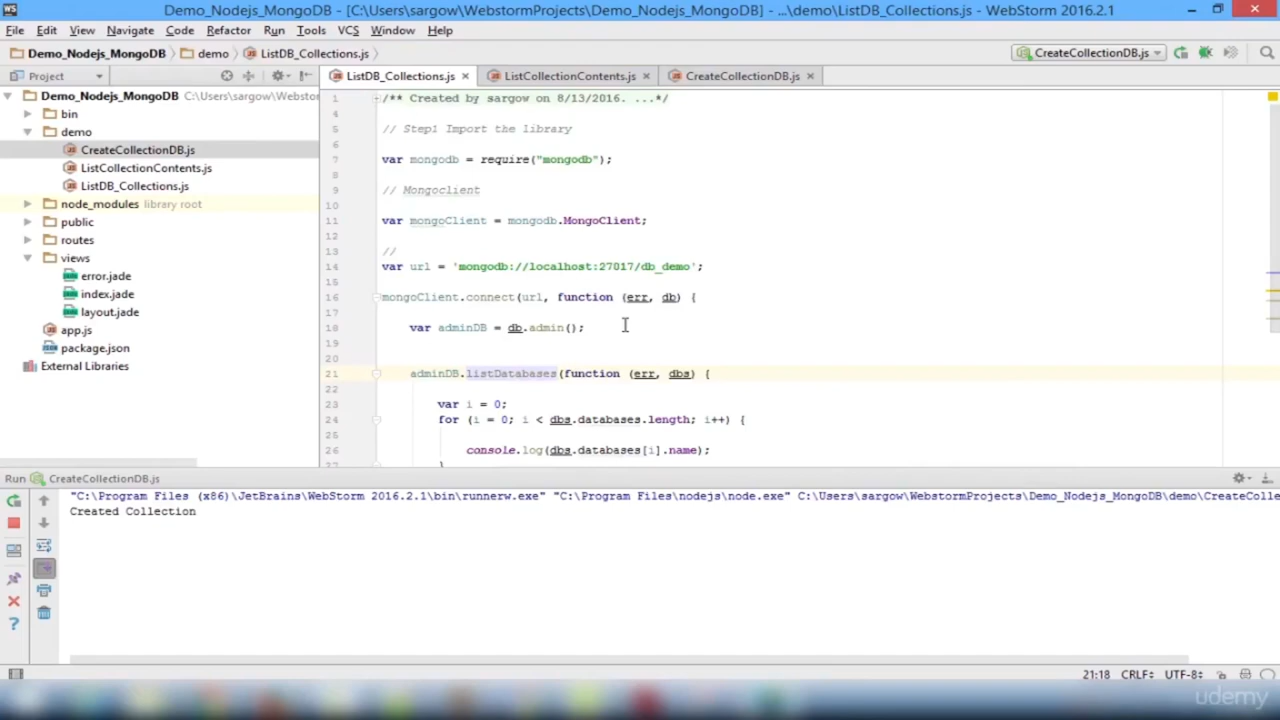 WS
Demo_Nodejs_MongoDB - [C:\Users\sargow\WebstormProjects\Demo_Nodejs_MongoDB] - ...\demo\ListDB_Collections.js - WebStorm 2016.2.1
File Edit View Navigate Code Refactor Run Tools VCS Window Help
Demo_Nodejs_MongoDB demo ListDB_Collections.js CreateCollectionDB.js
Project ListDB_Collections.js ListCollectionContents.js CreateCollectionDB.js
Demo_Nodejs_MongoDB C:\Users\sargow\Webstor
bin
demo
CreateCollectionDB.js
ListCollectionContents.js
ListDB_Collections.js
node_modules library root
public
routes
views
error.jade
index.jade
layout.jade
app.js
package.json
External Libraries
1 /** Created by sargow on 8/13/2016. ...*/
4
5 // Step1 Import the library
6
7 var mongodb = require("mongodb");
8
9 // Mongoclient
10
11 var mongoClient = mongodb.MongoClient;
12
13 //
14 var url = 'mongodb://localhost:27017/db_demo';
15
16 mongoClient.connect(url, function (err, db) {
17
18 var adminDB = db.admin();
19
20
21 adminDB.listDatabases(function (err, dbs) {
22
23 var i = 0;
24 for (i = 0; i < dbs.databases.length; i++) {
25
26 console.log(dbs.databases[i].name);
27 }
Run CreateCollectionDB.js
"C:\Program Files (x86)\JetBrains\WebStorm 2016.2.1\bin\runnerw.exe" "C:\Program Files\nodejs\node.exe" C:\Users\sargow\WebstormProjects\Demo_Nodejs_MongoDB\demo\CreateColle
Created Collection
21:18 CRLF UTF-8
udemy